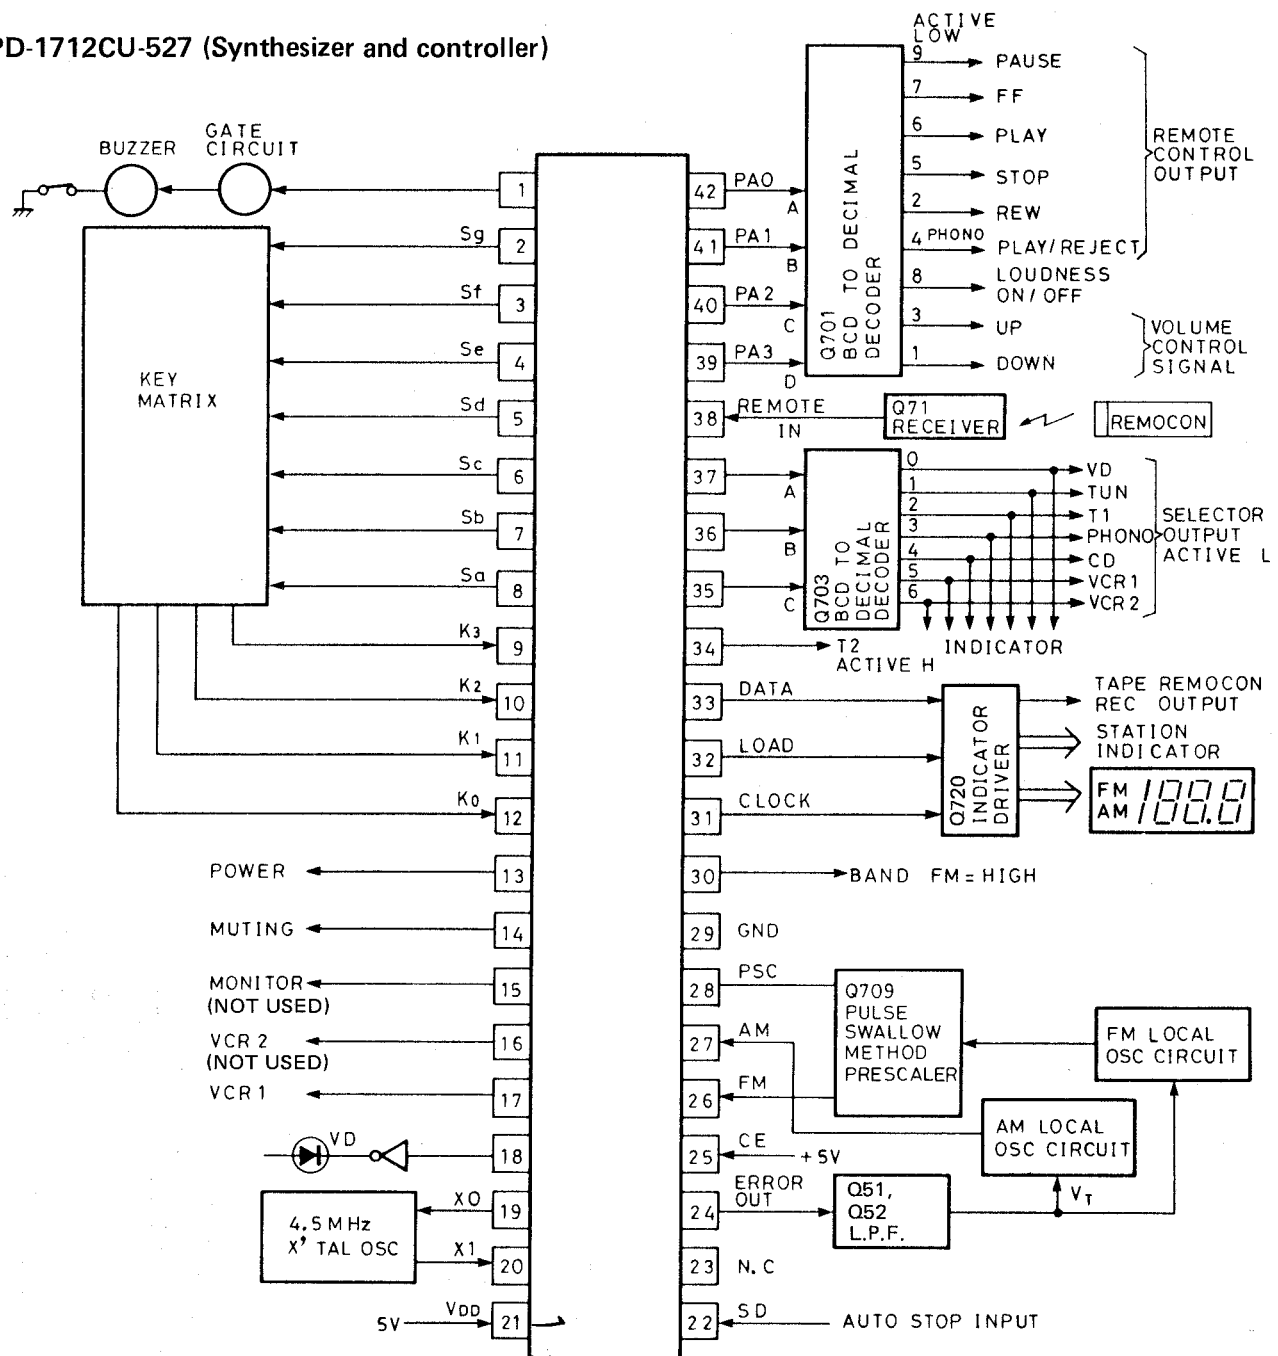 PD-1712CU-527 (Synthesizer and controller)
BUZZER
GATE
CIRCUIT
KEY
MATRIX
1
Sg
2
Sf
3
Se
4
Sd
5
Sc
6
Sb
7
Sa
8
K3
9
K2
10
K1
11
K0
12
POWER
13
MUTING
14
MONITOR
(NOT USED)
15
VCR 2
(NOT USED)
16
VCR 1
17
VD
18
4.5MHz
X' TAL OSC
XO
19
X1
20
5V
VDD
21
42
PA0
A
41
PA1
B
40
PA2
C
39
PA3
D
Q701
BCD TO DECIMAL
DECODER
ACTIVE
LOW
9
PAUSE
7
FF
6
PLAY
5
STOP
2
REW
4
PHONO
PLAY/REJECT
8
LOUDNESS
ON/OFF
3
UP
1
DOWN
REMOTE
CONTROL
OUTPUT
VOLUME
CONTROL
SIGNAL
38
REMOTE
IN
Q71
RECEIVER
REMOCON
37
A
36
B
35
C
Q703
BCD TO
DECIMAL
DECODER
0
VD
1
TUN
2
T1
3
PHONO
4
CD
5
VCR1
6
VCR2
SELECTOR
OUTPUT
ACTIVE L
INDICATOR
34
T2
ACTIVE H
33
DATA
32
LOAD
31
CLOCK
Q720
INDICATOR
DRIVER
TAPE REMOCON
REC OUTPUT
STATION
INDICATOR
FM
AM
188.8
30
BAND FM=HIGH
29
GND
28
PSC
27
AM
26
FM
Q709
PULSE
SWALLOW
METHOD
PRESCALER
FM LOCAL
OSC CIRCUIT
AM LOCAL
OSC CIRCUIT
25
CE
+5V
24
ERROR
OUT
Q51,
Q52
L.P.F.
VT
23
N.C
22
SD
AUTO STOP INPUT